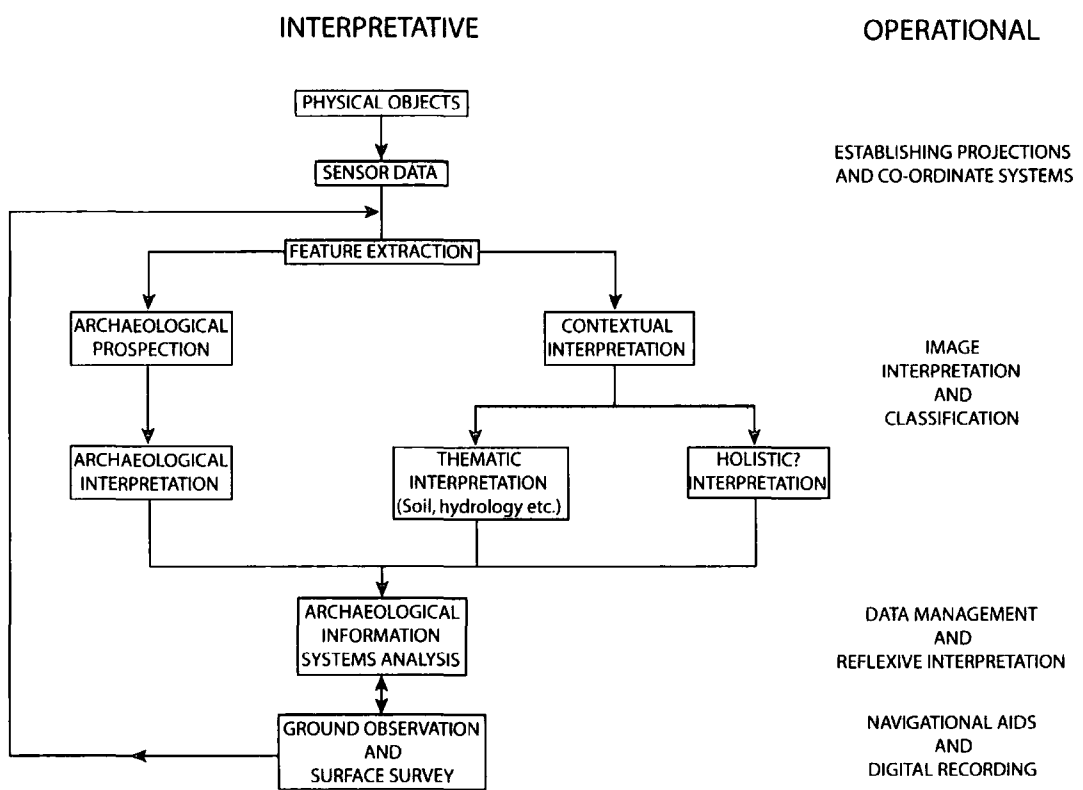 INTERPRETATIVE
OPERATIONAL
PHYSICAL OBJECTS
SENSOR DATA
ESTABLISHING PROJECTIONS
AND CO-ORDINATE SYSTEMS
FEATURE EXTRACTION
ARCHAEOLOGICAL
PROSPECTION
CONTEXTUAL
INTERPRETATION
IMAGE
INTERPRETATION
AND
CLASSIFICATION
ARCHAEOLOGICAL
INTERPRETATION
THEMATIC
INTERPRETATION
(Soil, hydrology etc.)
HOLISTIC?
INTERPRETATION
ARCHAEOLOGICAL
INFORMATION
SYSTEMS ANALYSIS
DATA MANAGEMENT
AND
REFLEXIVE INTERPRETATION
GROUND OBSERVATION
AND
SURFACE SURVEY
NAVIGATIONAL AIDS
AND
DIGITAL RECORDING